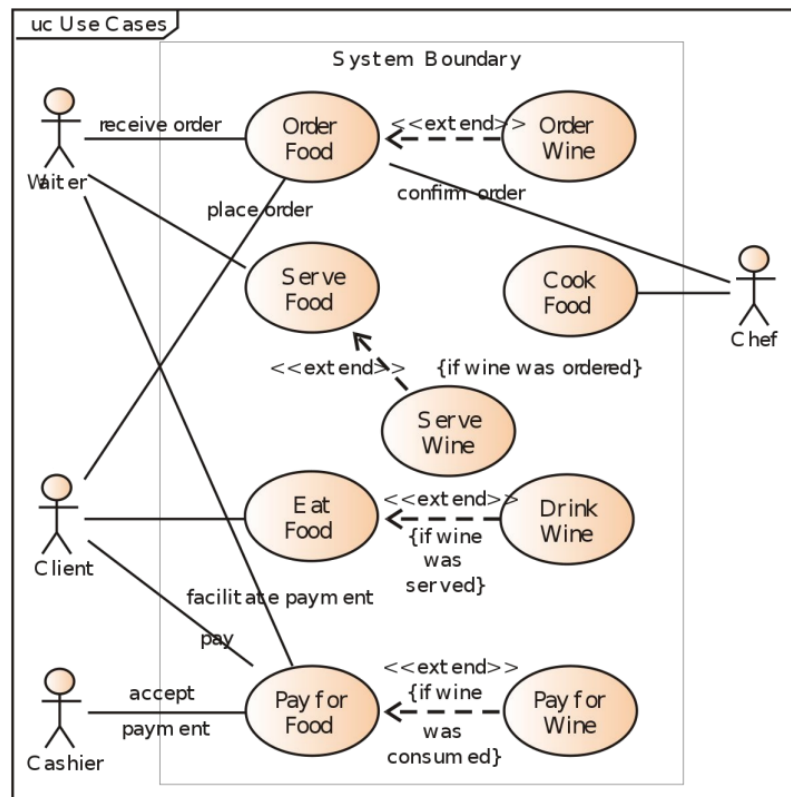 uc Use Cases
System Boundary
receive order
Order
Food
<<extend>>
Order
Wine
Waiter
place order
confirm order
Serve
Food
Cook
Food
Chef
<<extend>>
{if wine was ordered}
Serve
Wine
Client
Eat
Food
<<extend>>
{if wine
was
served}
Drink
Wine
facilitate payment
pay
Cashier
accept
payment
Pay for
Food
<<extend>>
{if wine
was
consumed}
Pay for
Wine